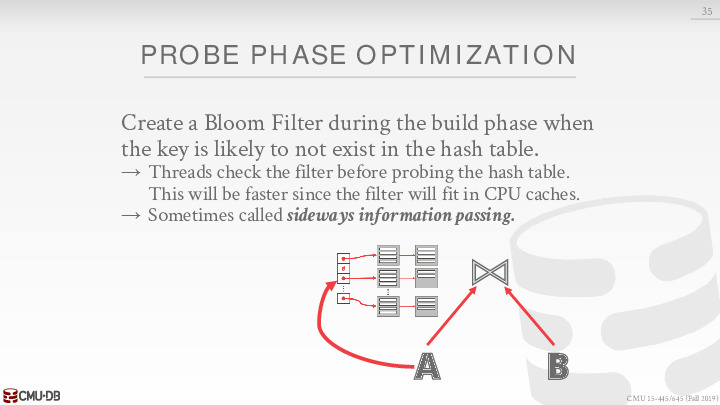 35
PROBE PHASE OPTIMIZATION
Create a Bloom Filter during the build phase when
the key is likely to not exist in the hash table.
→ Threads check the filter before probing the hash table.
This will be faster since the filter will fit in CPU caches.
→ Sometimes called sideways information passing.
A
B
CMU·DB
CMU 15-445/645 (Fall 2019)